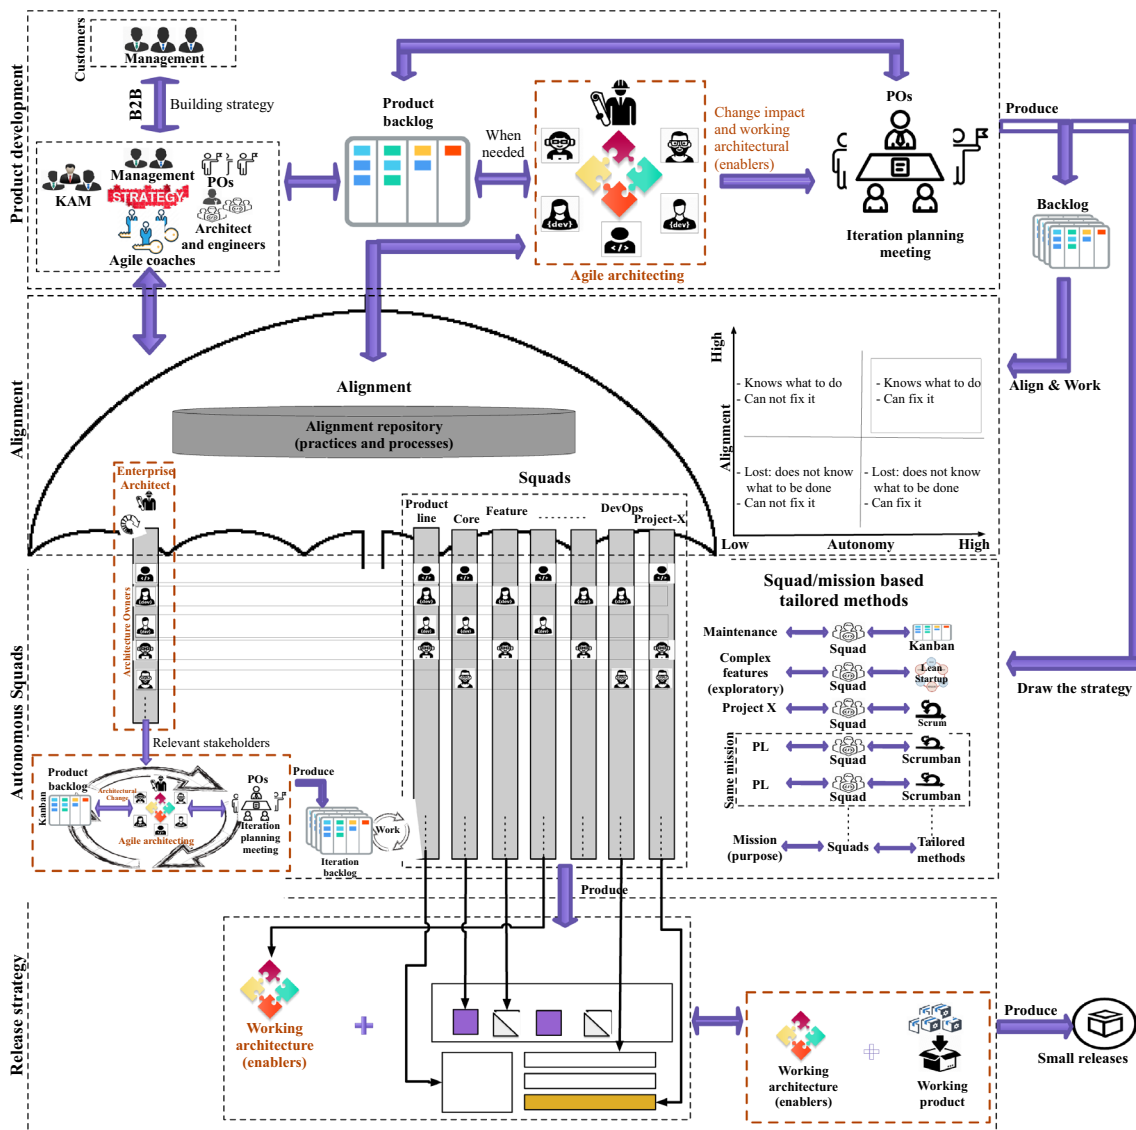 Product development
Customers
Management
B2B
Building strategy
Management
KAM
STRATEGY
POs
Architect
and engineers
Agile coaches
Product
backlog
When
needed
{dev}
</>
{dev}
Agile architecting
Change impact
and working
architectural
(enablers)
POs
Iteration planning
meeting
Produce
Backlog
Align & Work
Draw the strategy
Alignment
Alignment
Alignment repository
(practices and processes)
High
Alignment
- Knows what to do
- Can not fix it
- Knows what to do
- Can fix it
- Lost: does not know
what to be done
- Can not fix it
- Lost: does not know
what to be done
- Can fix it
Low
Autonomy
High
Enterprise
Architect
Squads
Product
line
Core
Feature
........
DevOps
Project-X
Autonomous Squads
Architecture Owners
Relevant stakeholders
Kanban
Product
backlog
Architectural
Change
Agile architecting
POs
Iteration
planning
meeting
Produce
Iteration
backlog
Work
Squad/mission based
tailored methods
Maintenance
Squad
Kanban
Complex
features
(exploratory)
Squad
Lean
Startup
Project X
Squad
Scrum
Same mission
PL
Squad
Scrumban
PL
Squad
Scrumban
Mission
(purpose)
Squads
Tailored
methods
Produce
Release strategy
Working
architecture
(enablers)
+
Working
architecture
(enablers)
+
Working
product
Produce
Small releases